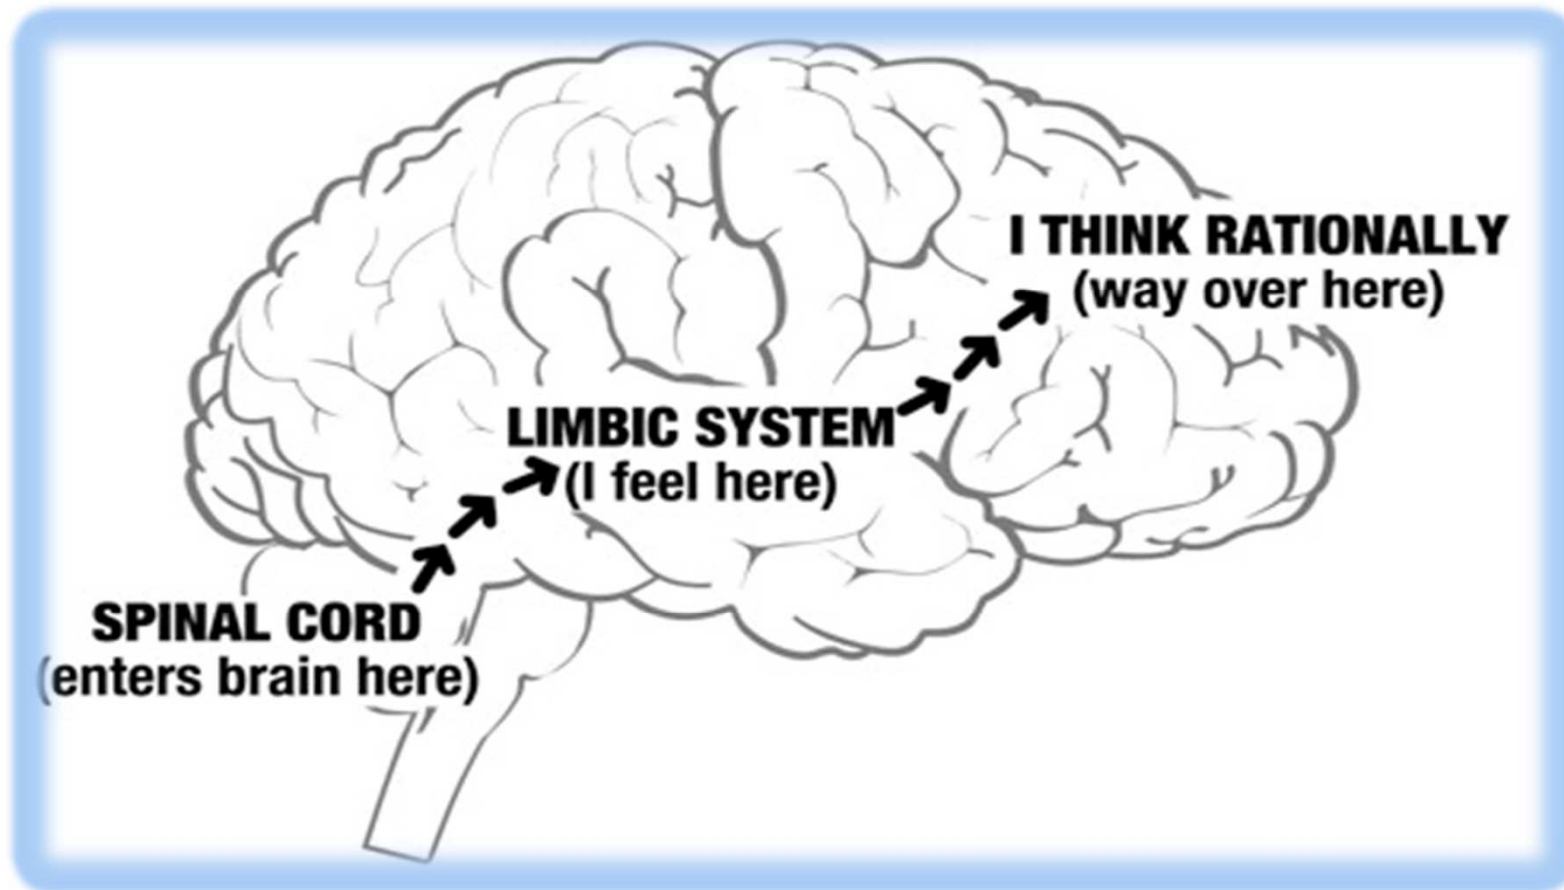 I THINK RATIONALLY
(way over here)
LIMBIC SYSTEM
(I feel here)
SPINAL CORD
(enters brain here)